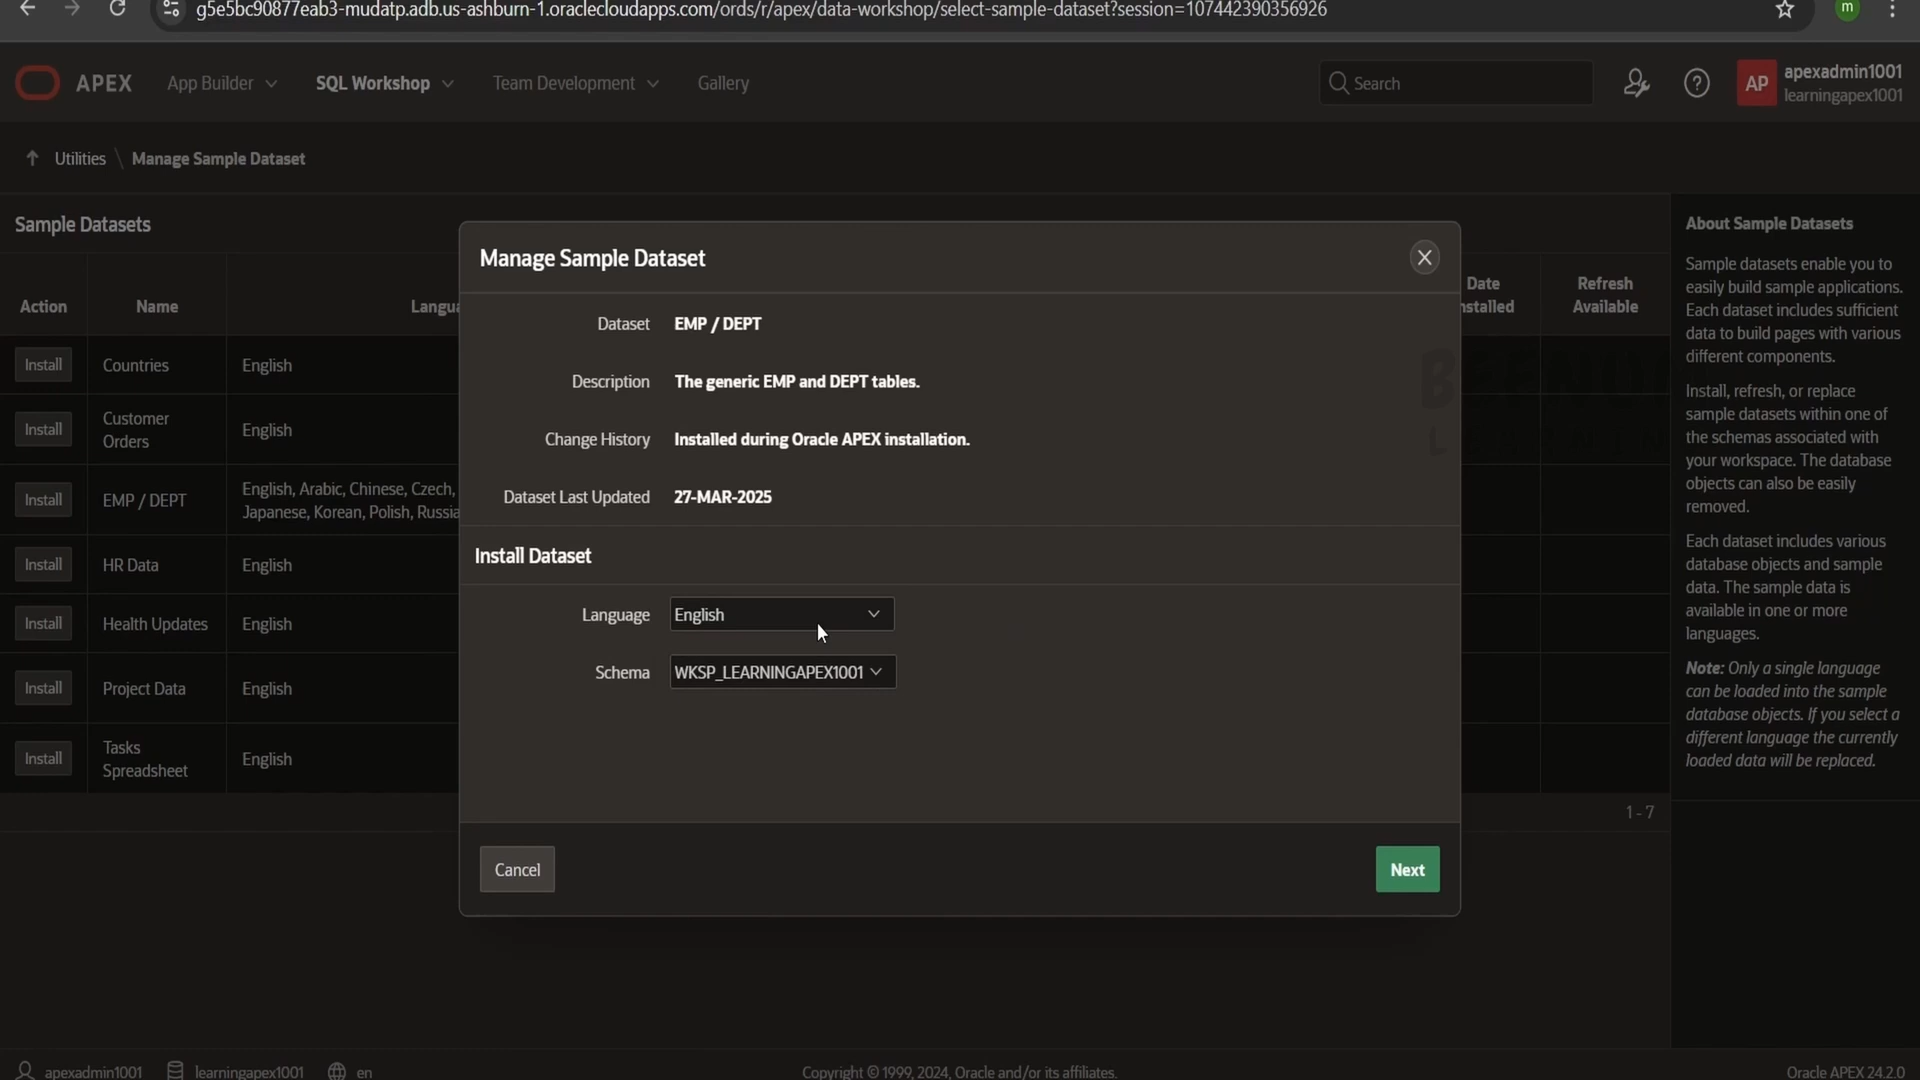 g5e5bc90877eab3-mudatp.adb.us-ashburn-1.oraclecloudapps.com/ords/r/apex/data-workshop/select-sample-dataset?session=107442390356926
m
APEX
App Builder
SQL Workshop
Team Development
Gallery
Search
AP
apexadmin1001
learningapex1001
Utilities \ Manage Sample Dataset
Sample Datasets
Action
Name
Date
Refresh
Available
Install
Countries
English
Install
Customer
Orders
English
Install
EMP / DEPT
English, Arabic, Chinese, Czech,
Japanese, Korean, Polish,
Install
HR Data
English
Install
Health Updates
English
Install
Project Data
English
Install
Tasks
Spreadsheet
English
1 - 7
Manage Sample Dataset
Dataset
EMP / DEPT
Description
The generic EMP and DEPT tables.
Change History
Installed during Oracle APEX installation.
Dataset Last Updated
27-MAR-2025
Install Dataset
Language
English
Schema
WKSP_LEARNINGAPEX1001
Cancel
Next
About Sample Datasets
Sample datasets enable you to
easily build sample applications.
Each dataset includes sufficient
data to build pages with various
different components.
Install, refresh, or replace
sample datasets within one of
the schemas associated with
your workspace. The database
objects can also be easily
removed.
Each dataset includes various
database objects and sample
data. The sample data is
available in one or more
languages.
Note: Only a single language
can be loaded into the sample
database objects. If you select a
different language the currently
loaded data will be replaced.
apexadmin1001
learningapex1001
en
Copyright © 1999, 2024, Oracle and/or its affiliates.
Oracle APEX 24.2.0